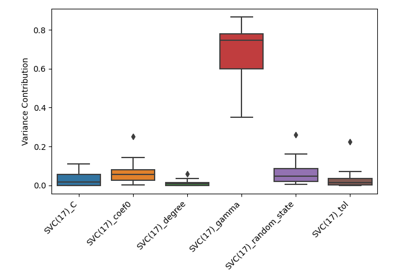 Variance Contribution
0.8
0.6
0.4
0.2
0.0
SVC(17)_C
SVC(17)_coef0
SVC(17)_degree
SVC(17)_gamma
SVC(17)_random_state
SVC(17)_tol